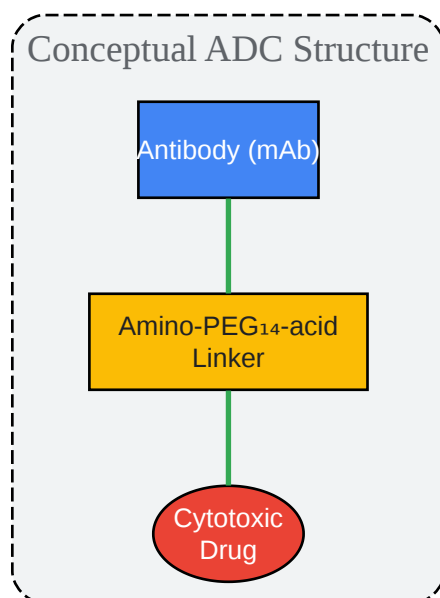 Conceptual ADC Structure
Antibody (mAb)
Amino-PEG₁₄-acid
Linker
Cytotoxic
Drug